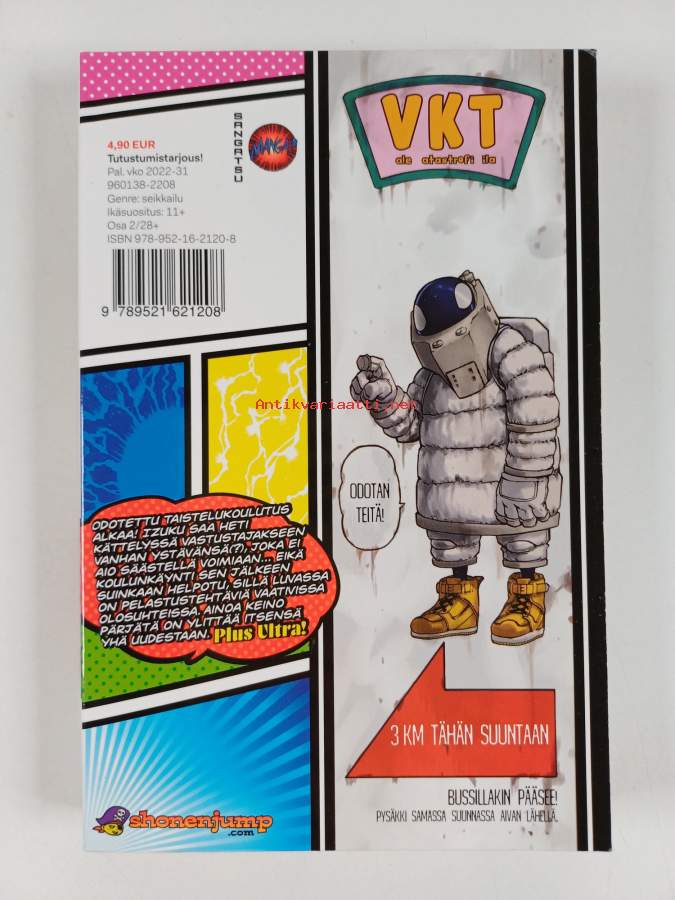 4,90 EUR
Tutustumistarjous!
Pal. vko 2022-31
960138-2208
Genre: seikkailu
Ikäsuositus: 11+
Osa 2/28+
ISBN 978-952-16-2120-8
9 789521 621208
SANGATSU
MANGA
VKT
ale atastrofi ila
Antikvariaatti.net
ODOTAN
TEITÄ!
ODOTETTU TAISTELUKOULUTUS
ALKAA! IZUKU SAA HETI
KÄTTELYSSÄ VASTUSTAJAKSEEN
VANHAN YSTÄVÄNSÄ(?), JOKA EI
AIO SÄÄSTELLÄ VOIMIAAN... EIKÄ
KOULUNKÄYNTI SEN JÄLKEEN
SUINKAAN HELPOTU, SILLÄ LUVASSA
ON PELASTUSTEHTÄVIÄ VAATIVISSA
OLOSUHTEISSA. AINOA KEINO
PÄRJÄTÄ ON YLITTÄÄ ITSENSÄ
YHÄ UUDESTAAN. Plus Ultra!
3 KM TÄHÄN SUUNTAAN
BUSSILLAKIN PÄÄSEE!
PYSÄKKI SAMASSA SUUNNASSA AIVAN LÄHELLÄ.
shonenjump
.com